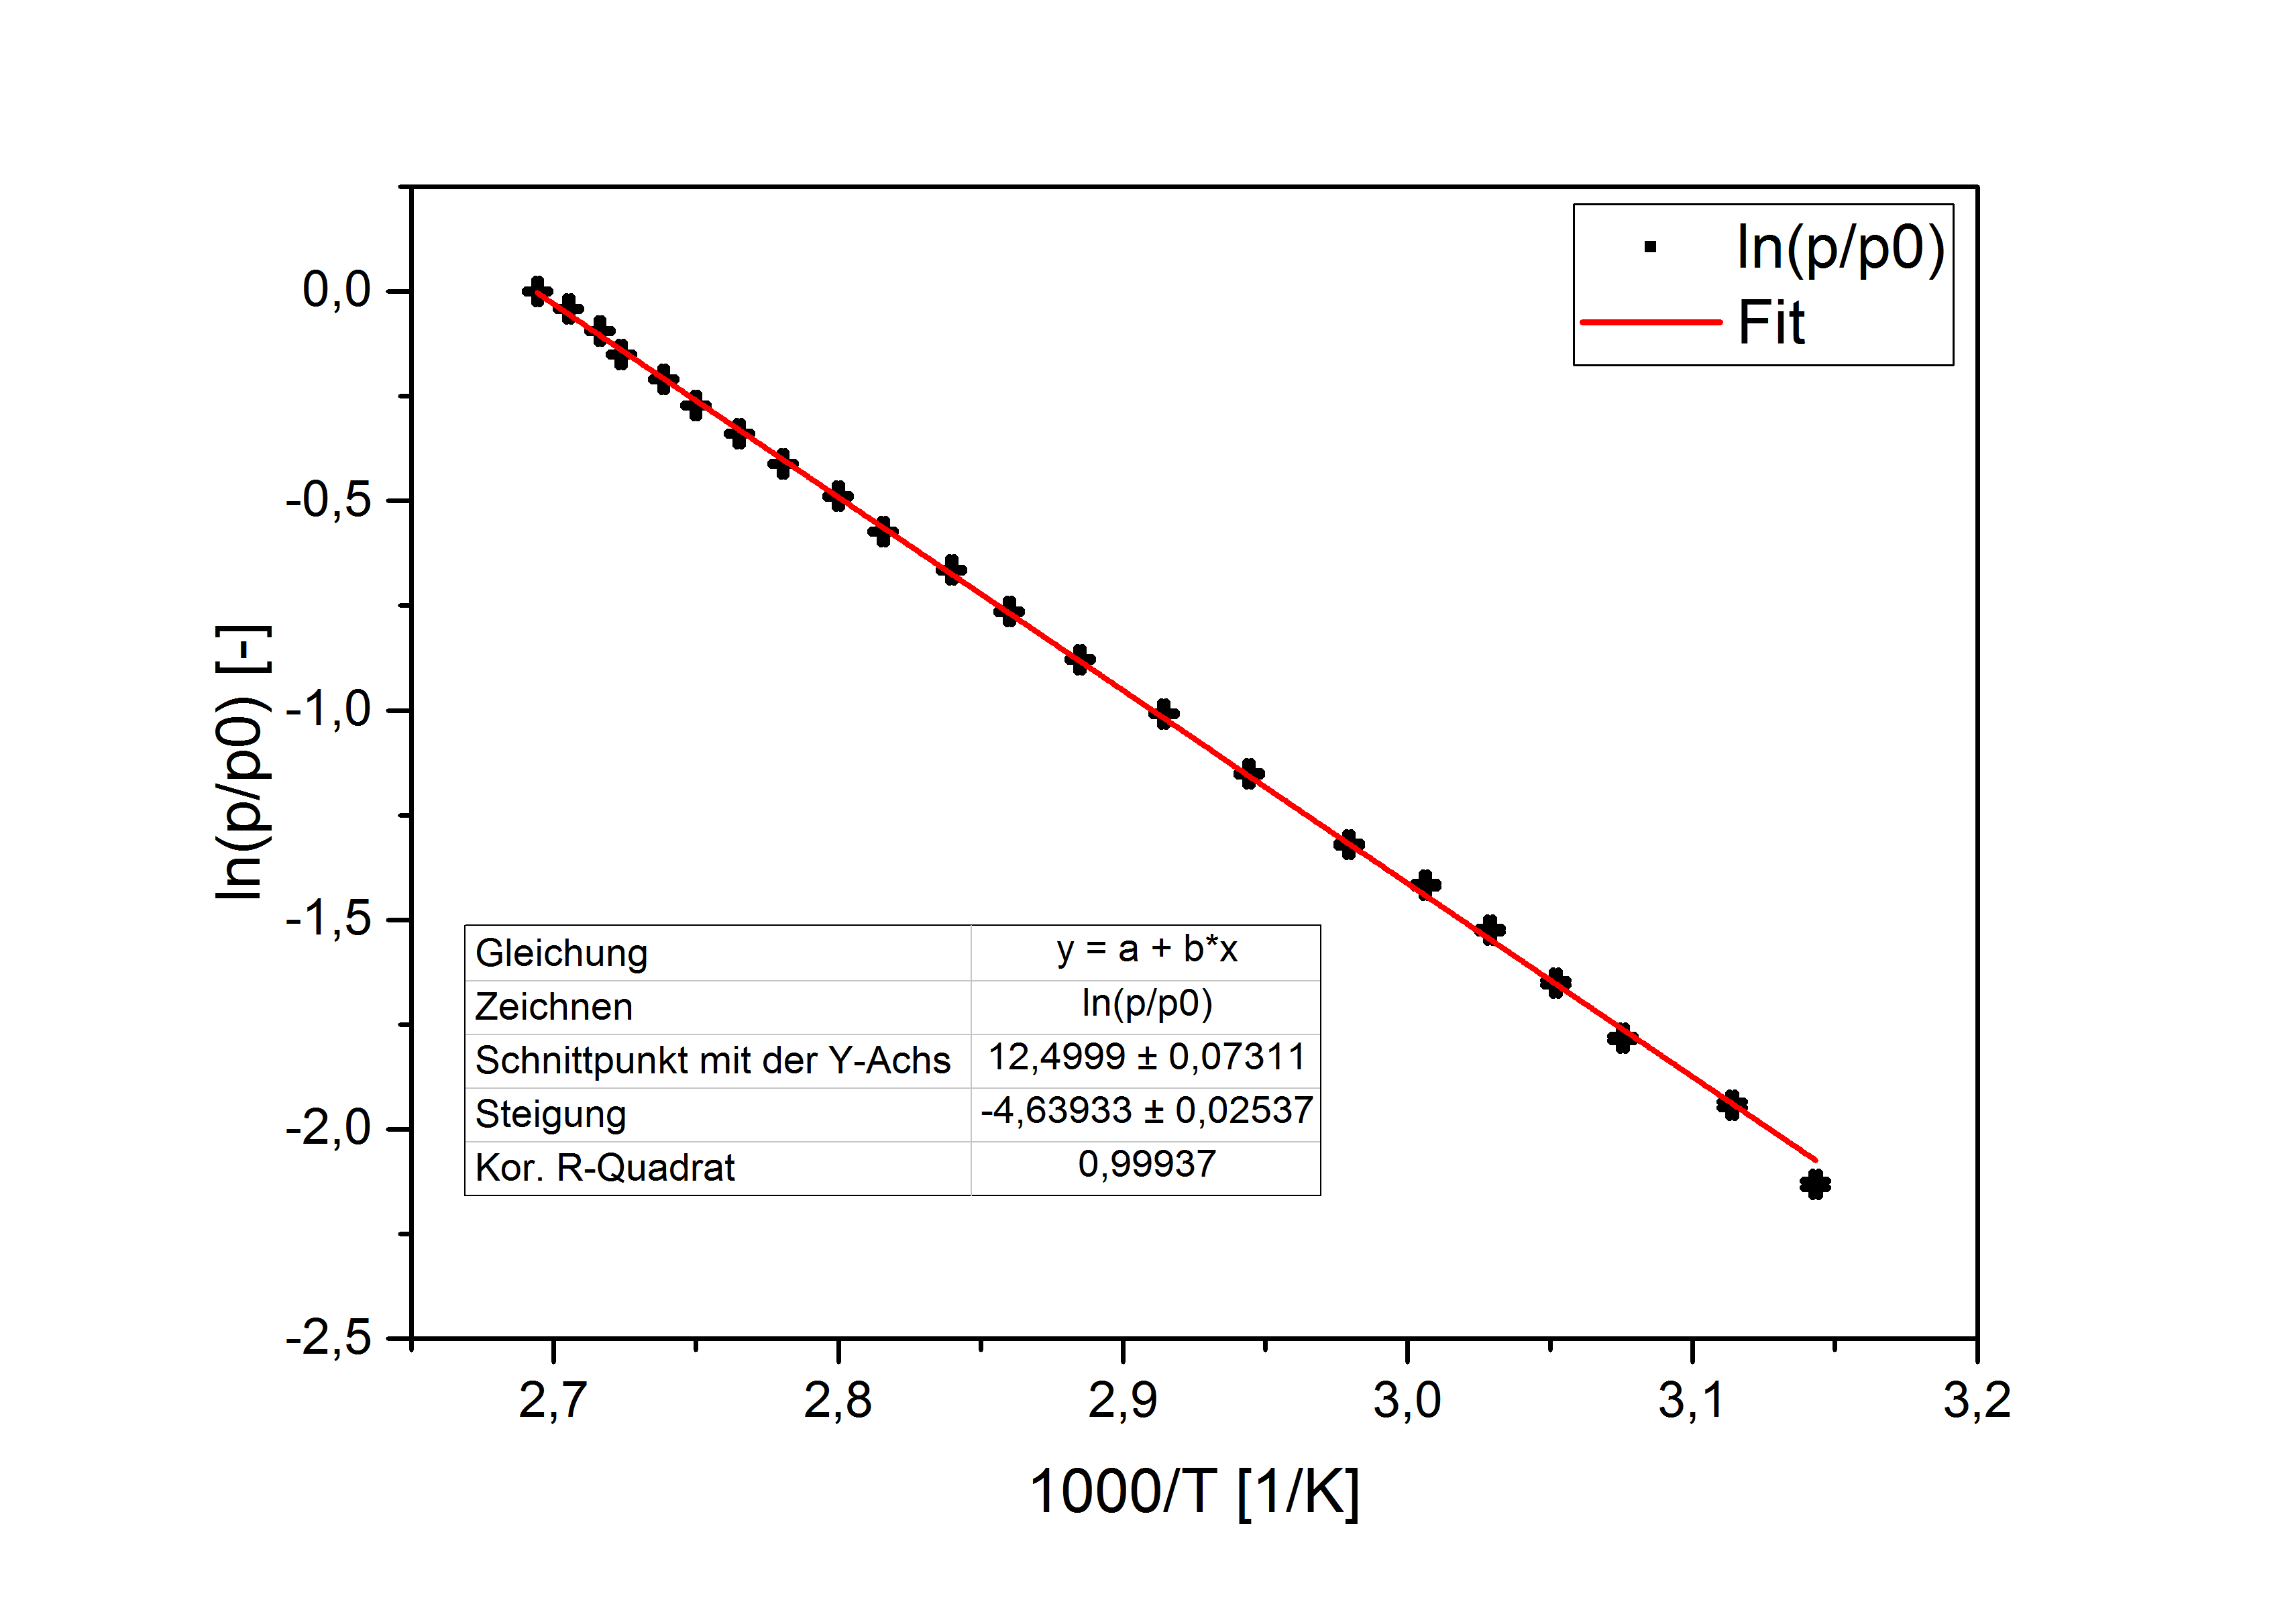 ln(p/p0)
Fit
0,0
-0,5
-1,0
-1,5
-2,0
-2,5
ln(p/p0) [-]
Gleichung y = a + b*x
Zeichnen ln(p/p0)
Schnittpunkt mit der Y-Achs 12,4999 ± 0,07311
Steigung -4,63933 ± 0,02537
Kor. R-Quadrat 0,99937
2,7 2,8 2,9 3,0 3,1 3,2
1000/T [1/K]